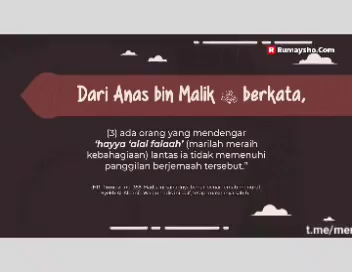 Rumaysho.Com
Dari Anas bin Malik ﷺ berkata,
[3] ada orang yang mendengar
'hayya 'alal falaah' (marilah meraih
kebahagiaan) lantas ia tidak memenuhi
panggilan berjemaah tersebut."
t.me/mer